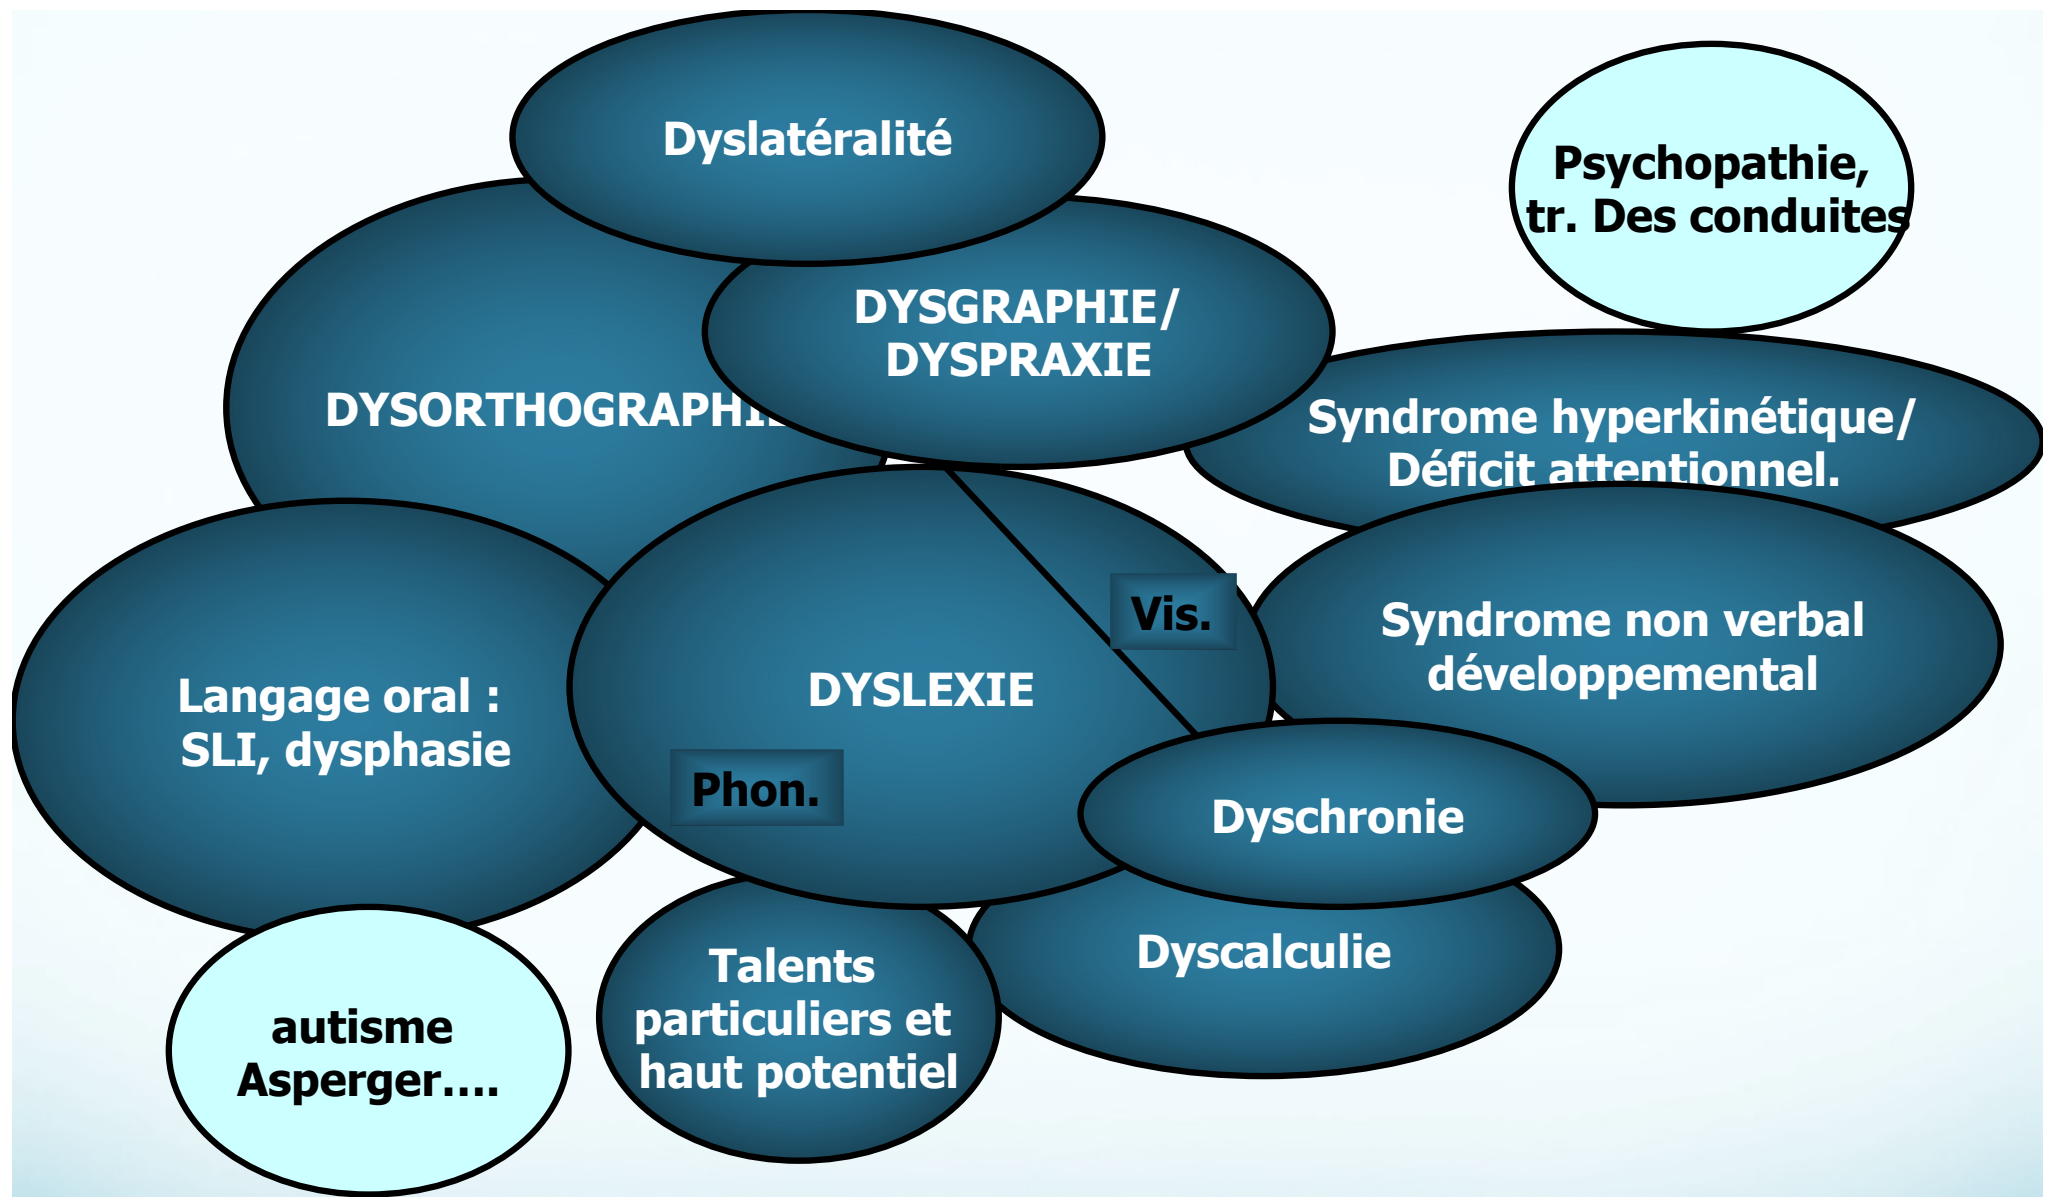 Dyslatéralité
Psychopathie,
tr. Des conduites
DYSGRAPHIE/
DYSPRAXIE
DYSORTHOGRAPHIE
Syndrome hyperkinétique/
Déficit attentionnel.
Vis.
Syndrome non verbal
développemental
Langage oral :
SLI, dysphasie
DYSLEXIE
Phon.
Dyschronie
Dyscalculie
Talents
particuliers et
haut potentiel
autisme
Asperger....